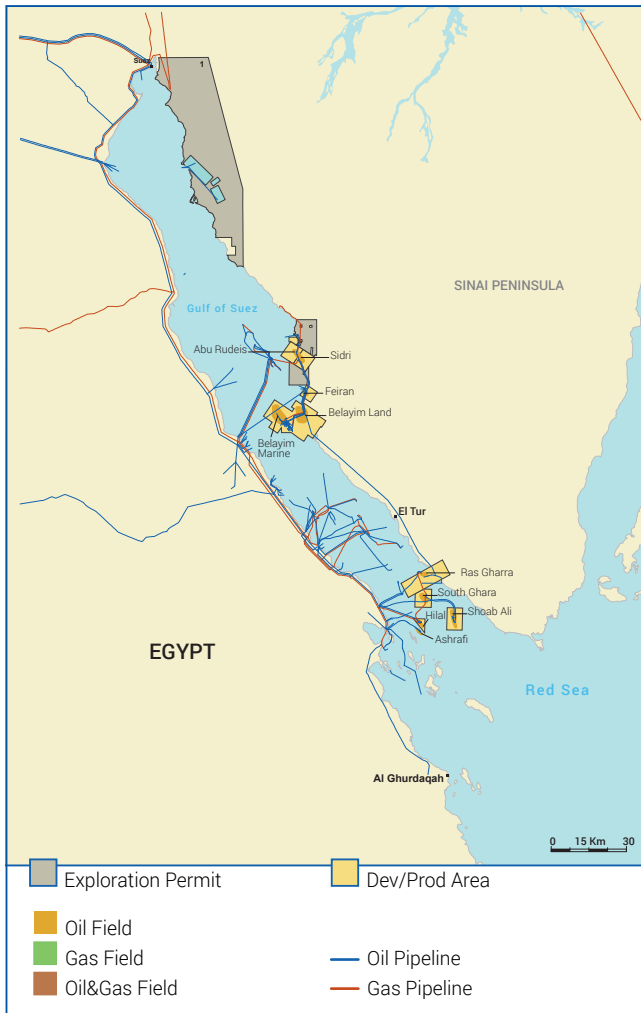 Suez
1
SINAI PENINSULA
Gulf of Suez
Abu Rudeis
Sidri
Feiran
Belayim Land
Belayim
Marine
El Tur
Ras Gharra
South Ghara
Hilal
Shoab Ali
Ashrafi
EGYPT
Red Sea
Al Ghurdaqah
0 15 Km 30
Exploration Permit
Dev/Prod Area
Oil Field
Gas Field
Oil Pipeline
Oil&Gas Field
Gas Pipeline